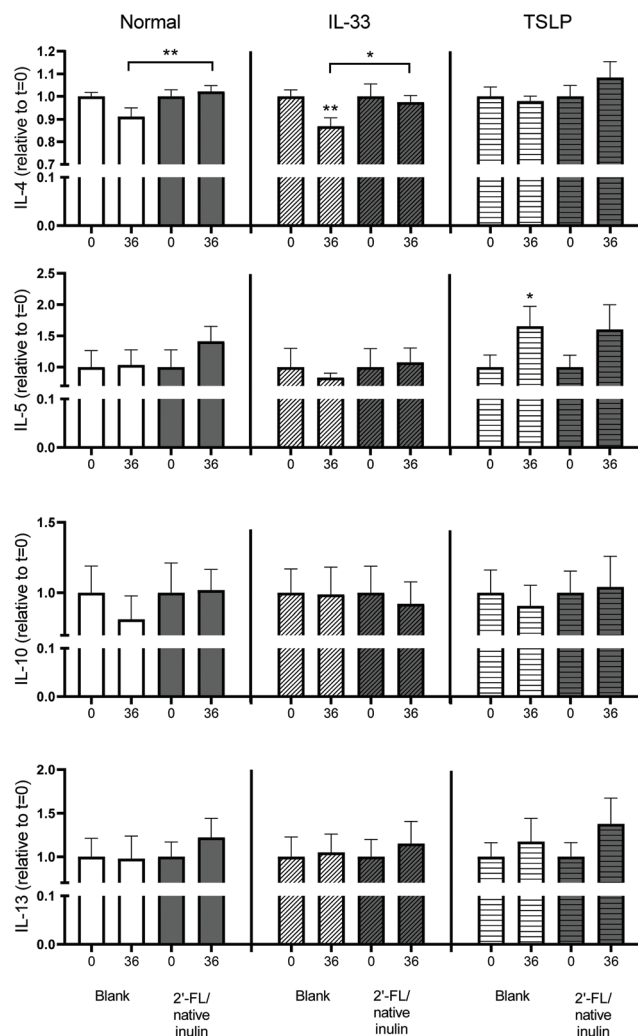 Normal IL-33 TSLP
IL-4 (relative to t=0)
1.2
1.1
1.0
0.9
0.8
0.7
0.1
0.0
** ** * 
0 36 0 36 0 36 0 36 0 36 0 36
IL-5 (relative to t=0)
2.5
2.0
1.5
1.0
0.1
0.0
*
0 36 0 36 0 36 0 36 0 36 0 36
IL-10 (relative to t=0)
1.5
1.0
0.1
0.0
0 36 0 36 0 36 0 36 0 36 0 36
IL-13 (relative to t=0)
2.0
1.5
1.0
0.1
0.0
0 36 0 36 0 36 0 36 0 36 0 36
Blank 2'-FL/ Blank 2'-FL/ Blank 2'-FL/
native native native
inulin inulin inulin